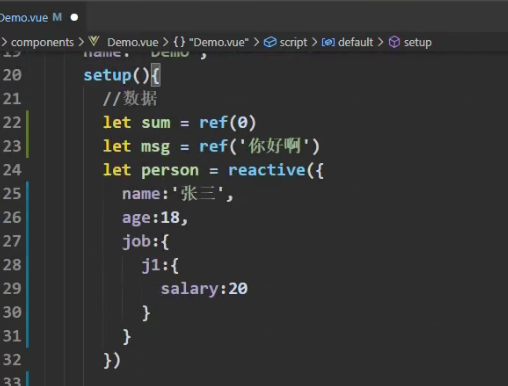 Demo.vue M
components > Demo.vue > {} "Demo.vue" > script > default > setup
19 name: 'Demo',
20 setup(){
21 //数据
22 let sum = ref(0)
23 let msg = ref('你好啊')
24 let person = reactive({
25 name:'张三',
26 age:18,
27 job:{
28 j1:{
29 salary:20
30 }
31 }
32 })
33